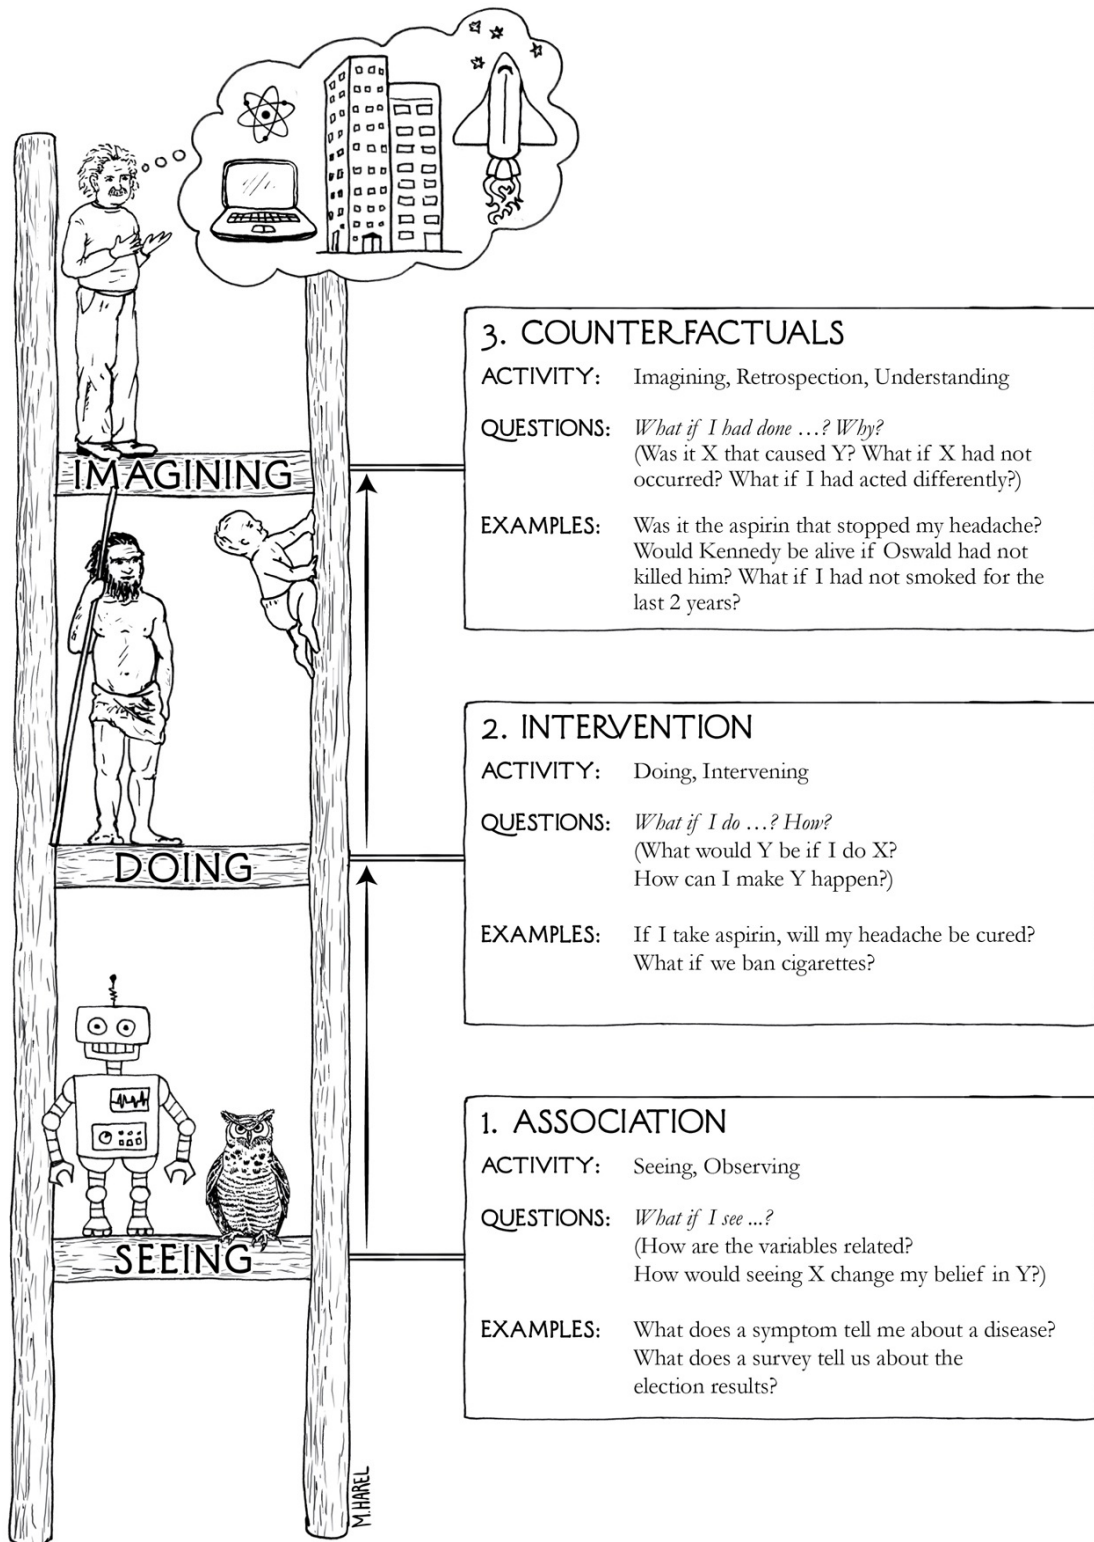 3. COUNTERFACTUALS
ACTIVITY: Imagining, Retrospection, Understanding
QUESTIONS: What if I had done …? Why?
(Was it X that caused Y? What if X had not
occurred? What if I had acted differently?)
EXAMPLES: Was it the aspirin that stopped my headache?
Would Kennedy be alive if Oswald had not
killed him? What if I had not smoked for the
last 2 years?
IMAGINING
2. INTERVENTION
ACTIVITY: Doing, Intervening
QUESTIONS: What if I do …? How?
(What would Y be if I do X?
How can I make Y happen?)
EXAMPLES: If I take aspirin, will my headache be cured?
What if we ban cigarettes?
DOING
1. ASSOCIATION
ACTIVITY: Seeing, Observing
QUESTIONS: What if I see ...?
(How are the variables related?
How would seeing X change my belief in Y?)
EXAMPLES: What does a symptom tell me about a disease?
What does a survey tell us about the
election results?
SEEING
M.HAREL